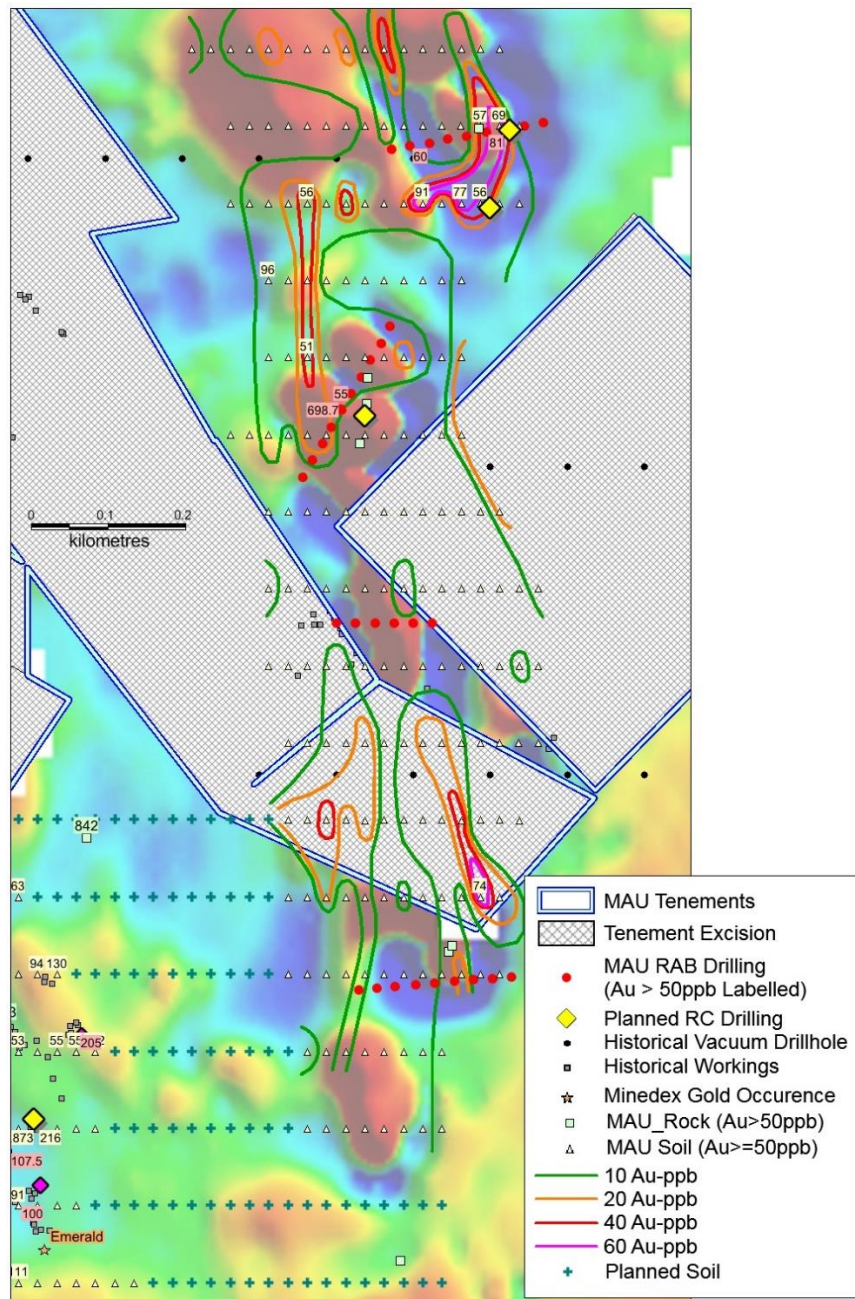 57 69
81
60
91 77 56
56
96
51
55
698.7
0 0.1 0.2
kilometres
842
63
74
94 130
53 55 55
205
873 216
107.5
91
100
Emerald
11
MAU Tenements
Tenement Excision
MAU RAB Drilling
(Au > 50ppb Labelled)
Planned RC Drilling
Historical Vacuum Drillhole
Historical Workings
Minedex Gold Occurence
MAU_Rock (Au>50ppb)
MAU Soil (Au>=50ppb)
10 Au-ppb
20 Au-ppb
40 Au-ppb
60 Au-ppb
Planned Soil